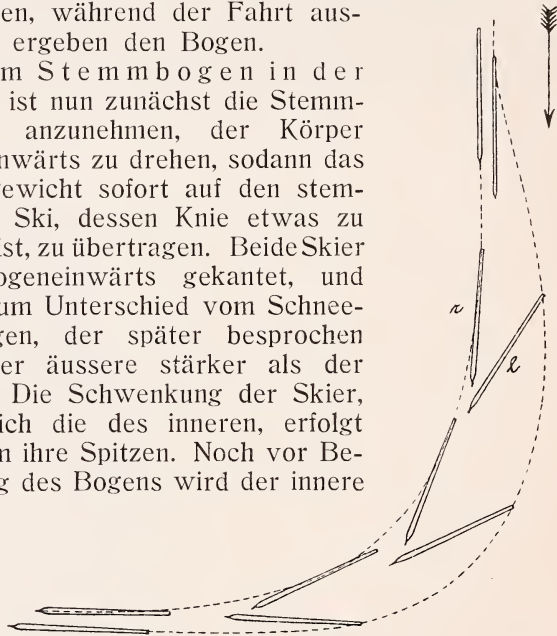 en, während der Fahrt aus-
ergeben den Bogen.
m Stemmbogen in der
ist nun zunächst die Stemm-
anzunehmen, der Körper
nwärts zu drehen, sodann das
ewicht sofort auf den stem-
Ski, dessen Knie etwas zu
ist, zu übertragen. Beide Skier
ogeneinwärts gekantet, und
um Unterschied vom Schnee-
gen, der später besprochen
er äussere stärker als der
Die Schwenkung der Skier,
ich die des inneren, erfolgt
n ihre Spitzen. Noch vor Be-
g des Bogens wird der innere
r
l